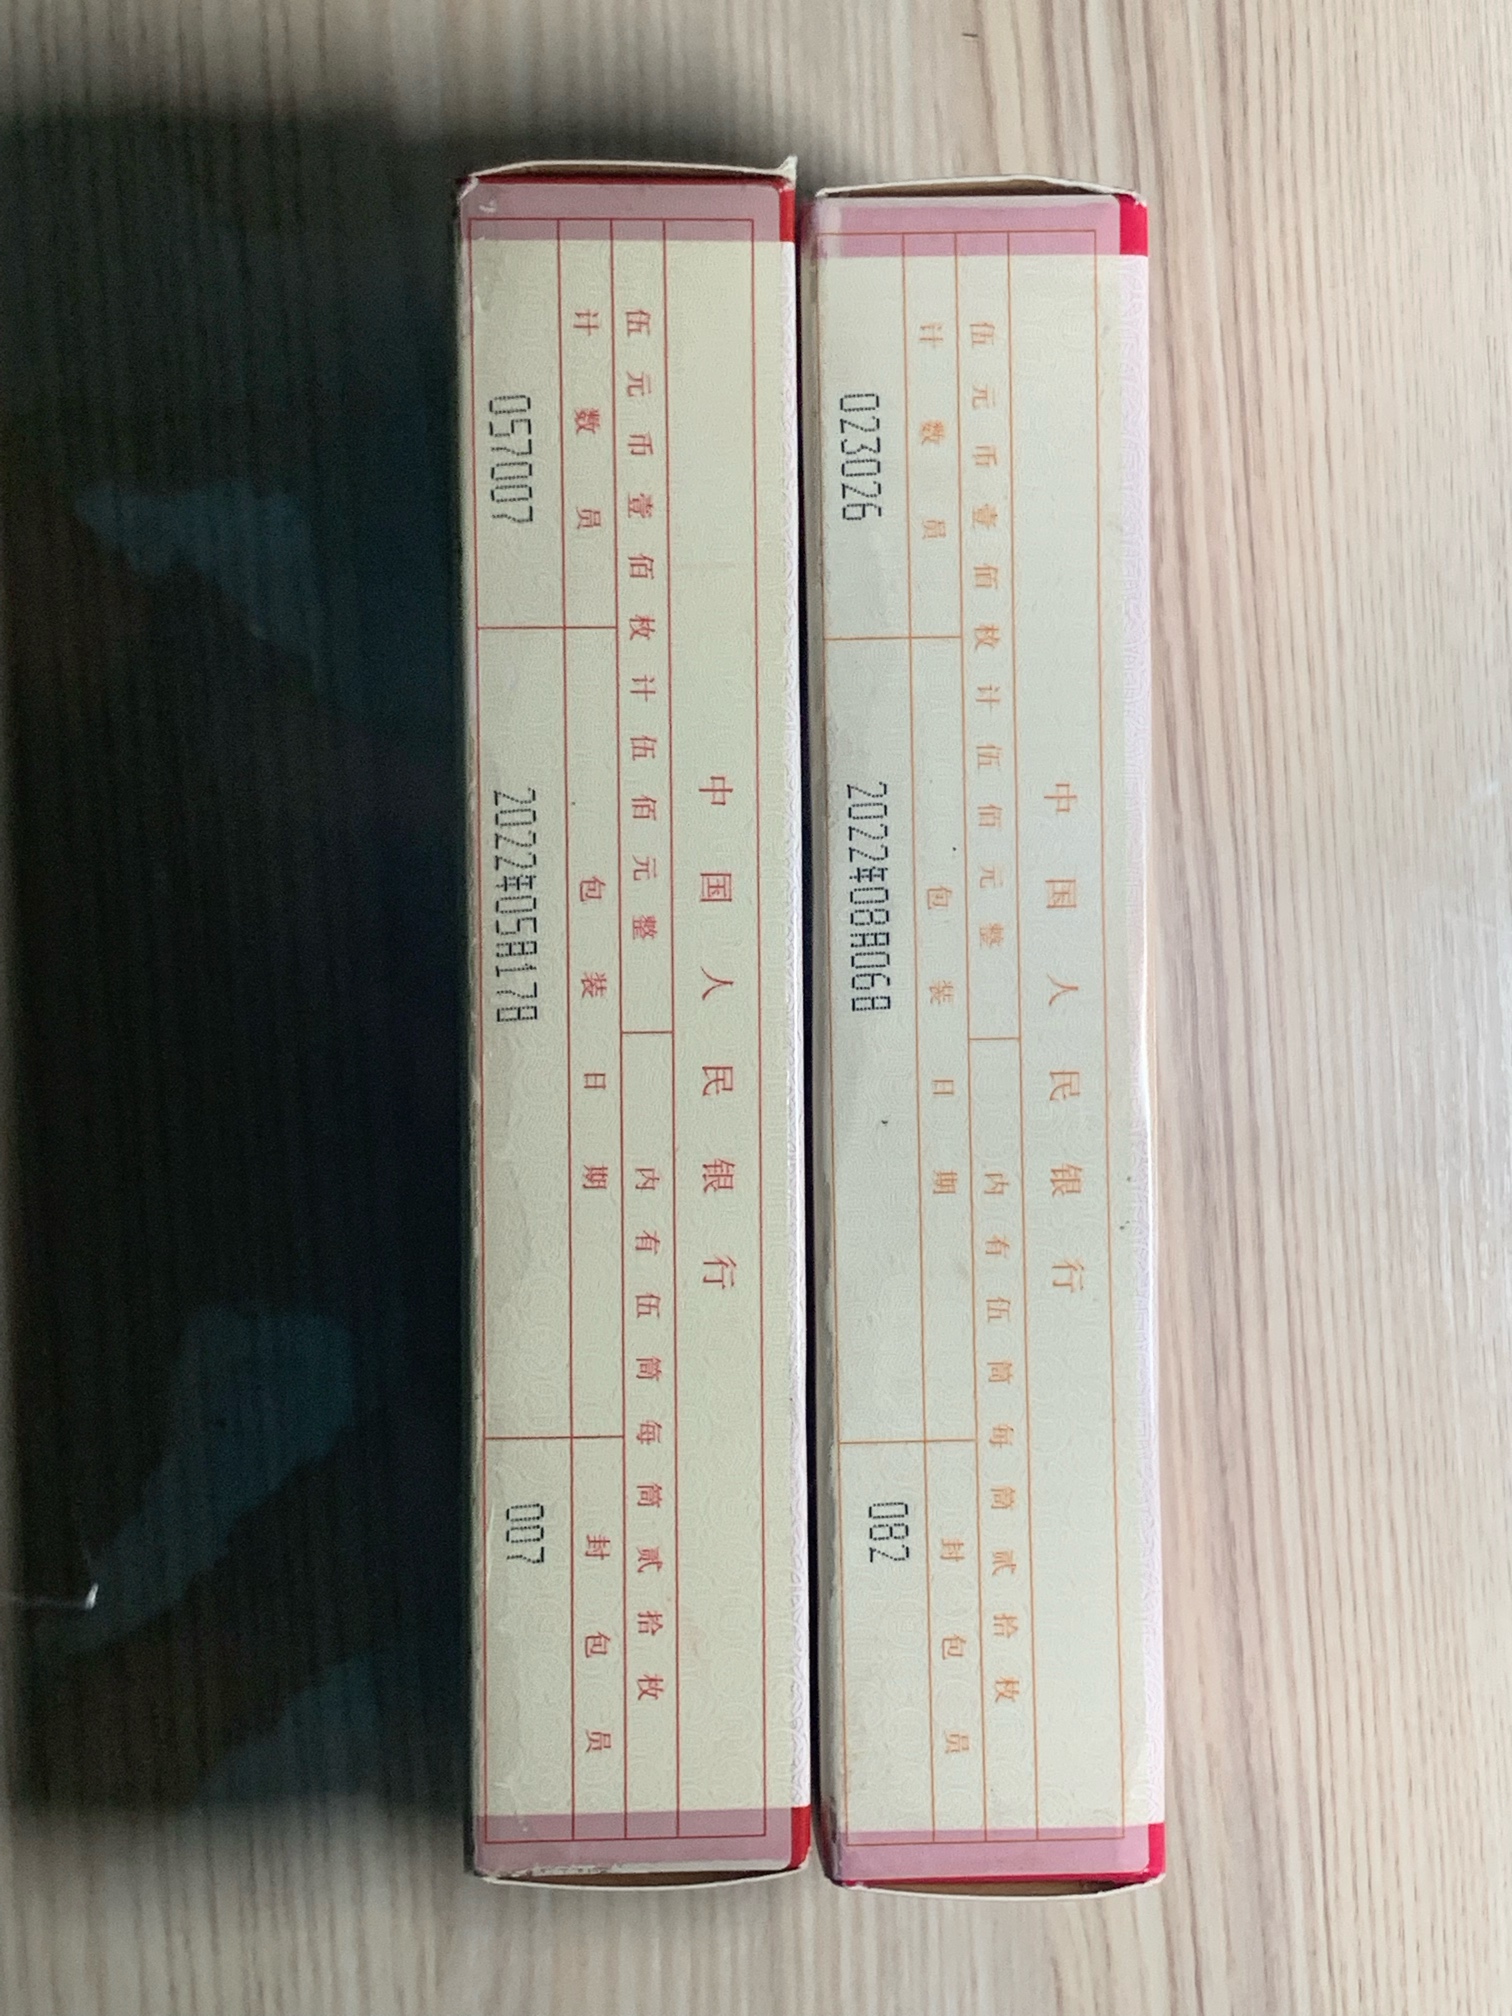 中国人民银行
伍元币壹佰枚计伍佰元整 内有伍筒每筒贰拾枚
计数员 包装日期 封包员
023026 2022年08月06日 082
中国人民银行
伍元币壹佰枚计伍佰元整 内有伍筒每筒贰拾枚
计数员 包装日期 封包员
057007 2022年05月17日 007